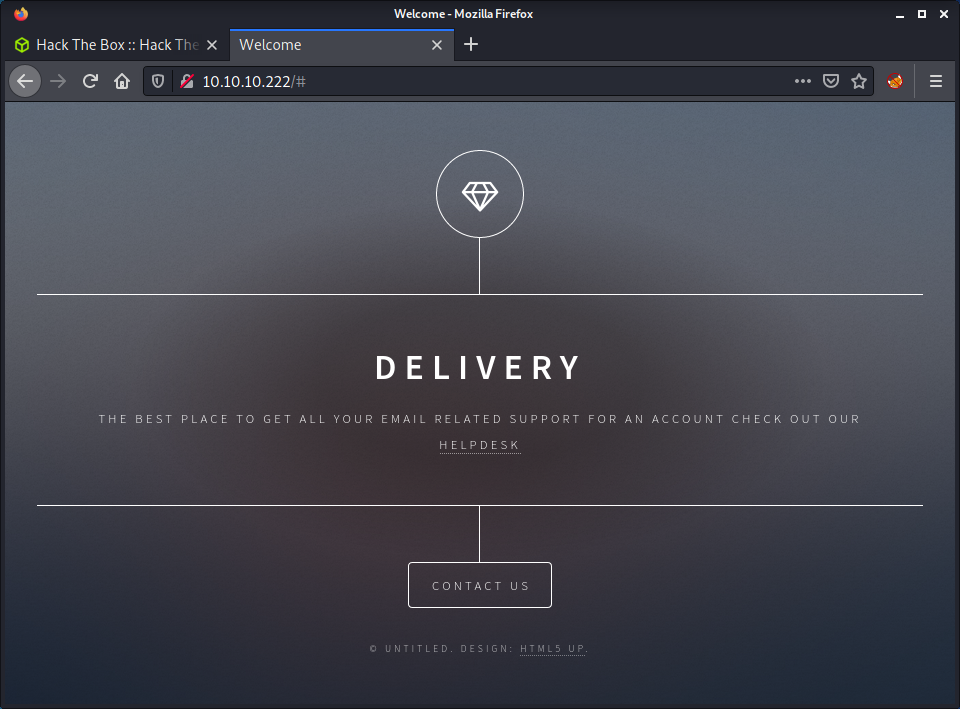 Welcome - Mozilla Firefox
Hack The Box :: Hack The
Welcome
10.10.10.222/#
DELIVERY
THE BEST PLACE TO GET ALL YOUR EMAIL RELATED SUPPORT FOR AN ACCOUNT CHECK OUT OUR
HELPDESK
CONTACT US
© UNTITLED. DESIGN: HTML5 UP.